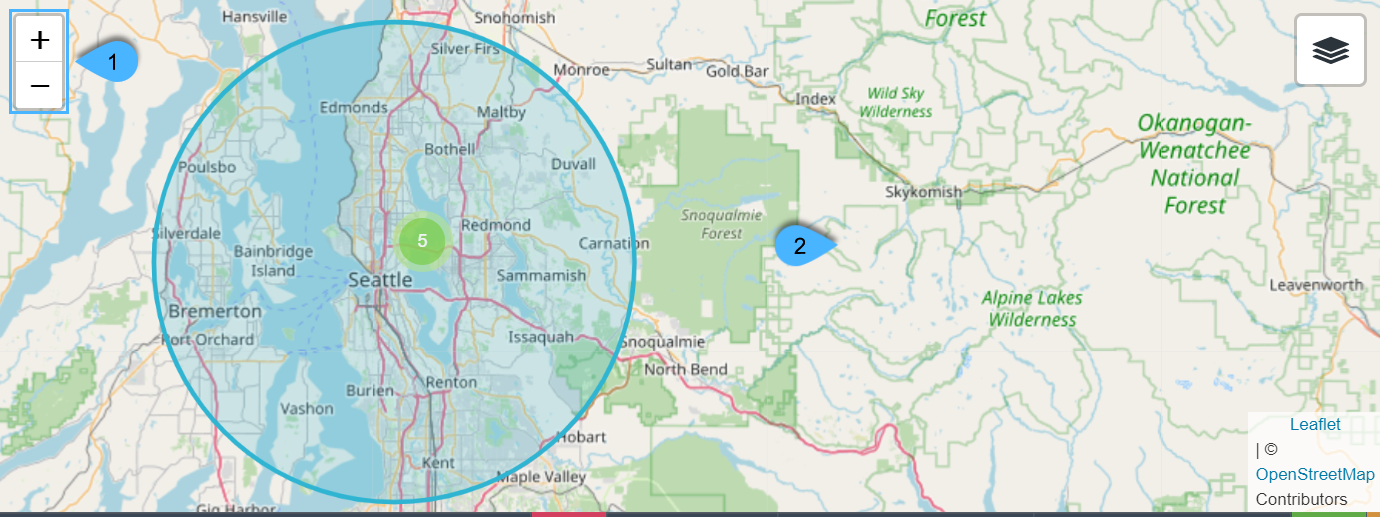 Hansville
Snohomish
Forest
+
1
−
Silver Firs
Monroe
Sultan
Gold Bar
Index
Wild Sky
Wilderness
Edmonds
Maltby
Okanogan-
Wenatchee
National
Forest
Bothell
Duvall
Poulsbo
Skykomish
Snoqualmie
Forest
Redmond
Silverdale
5
Carnation
2
Bainbridge
Island
Seattle
Sammamish
Leavenworth
Alpine Lakes
Wilderness
Bremerton
Port Orchard
Issaquah
Snoqualmie
North Bend
Burien
Renton
Vashon
Leaflet
| ©
OpenStreetMap
Contributors
Hobart
Kent
Maple Valley
Gig Harbor